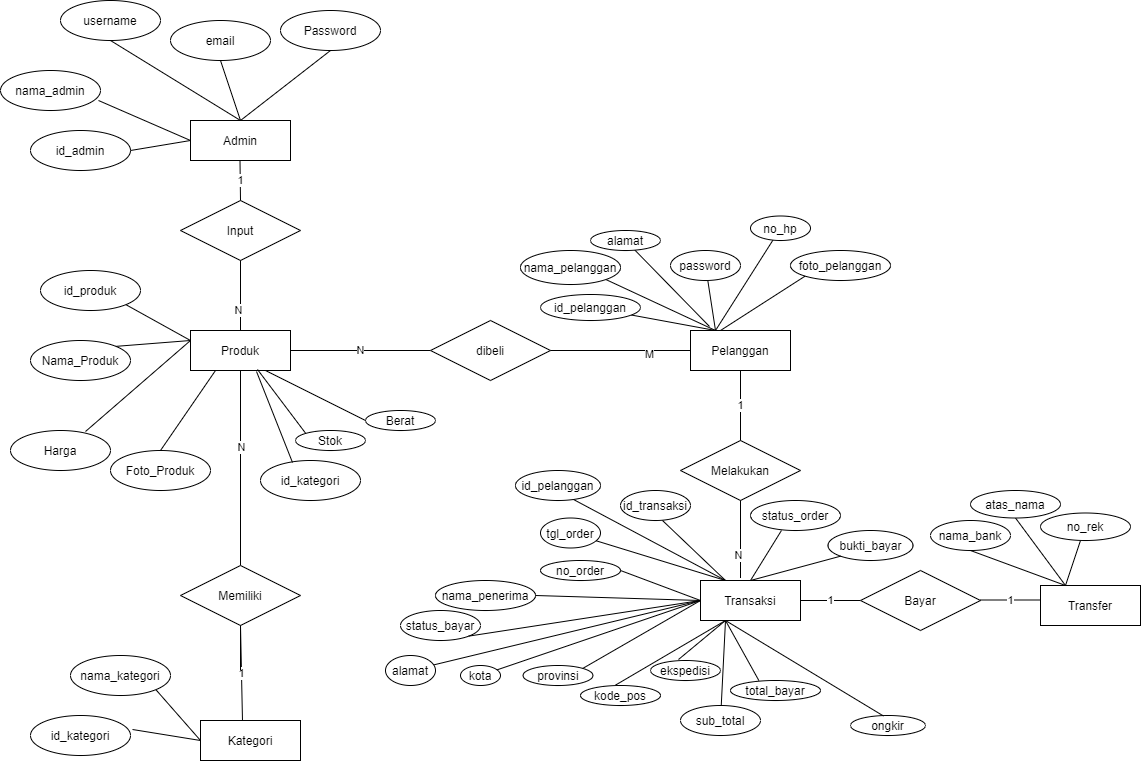 username
email
Password
nama_admin
id_admin
Admin
1
Input
N
id_produk
Nama_Produk
Produk
Harga
Foto_Produk
id_kategori
Stok
Berat
N
dibeli
M
no_hp
alamat
password
nama_pelanggan
foto_pelanggan
id_pelanggan
Pelanggan
1
Melakukan
N
N
Memiliki
1
nama_kategori
id_kategori
Kategori
id_pelanggan
id_transaksi
status_order
tgl_order
bukti_bayar
no_order
nama_penerima
status_bayar
alamat
kota
provinsi
kode_pos
ekspedisi
sub_total
total_bayar
ongkir
Transaksi
1
Bayar
1
atas_nama
nama_bank
no_rek
Transfer